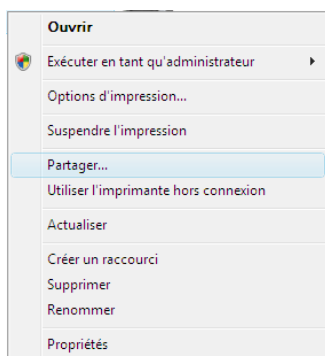 Ouvrir
Exécuter en tant qu'administrateur
Options d'impression...
Suspendre l'impression
Partager...
Utiliser l'imprimante hors connexion
Actualiser
Créer un raccourci
Supprimer
Renommer
Propriétés